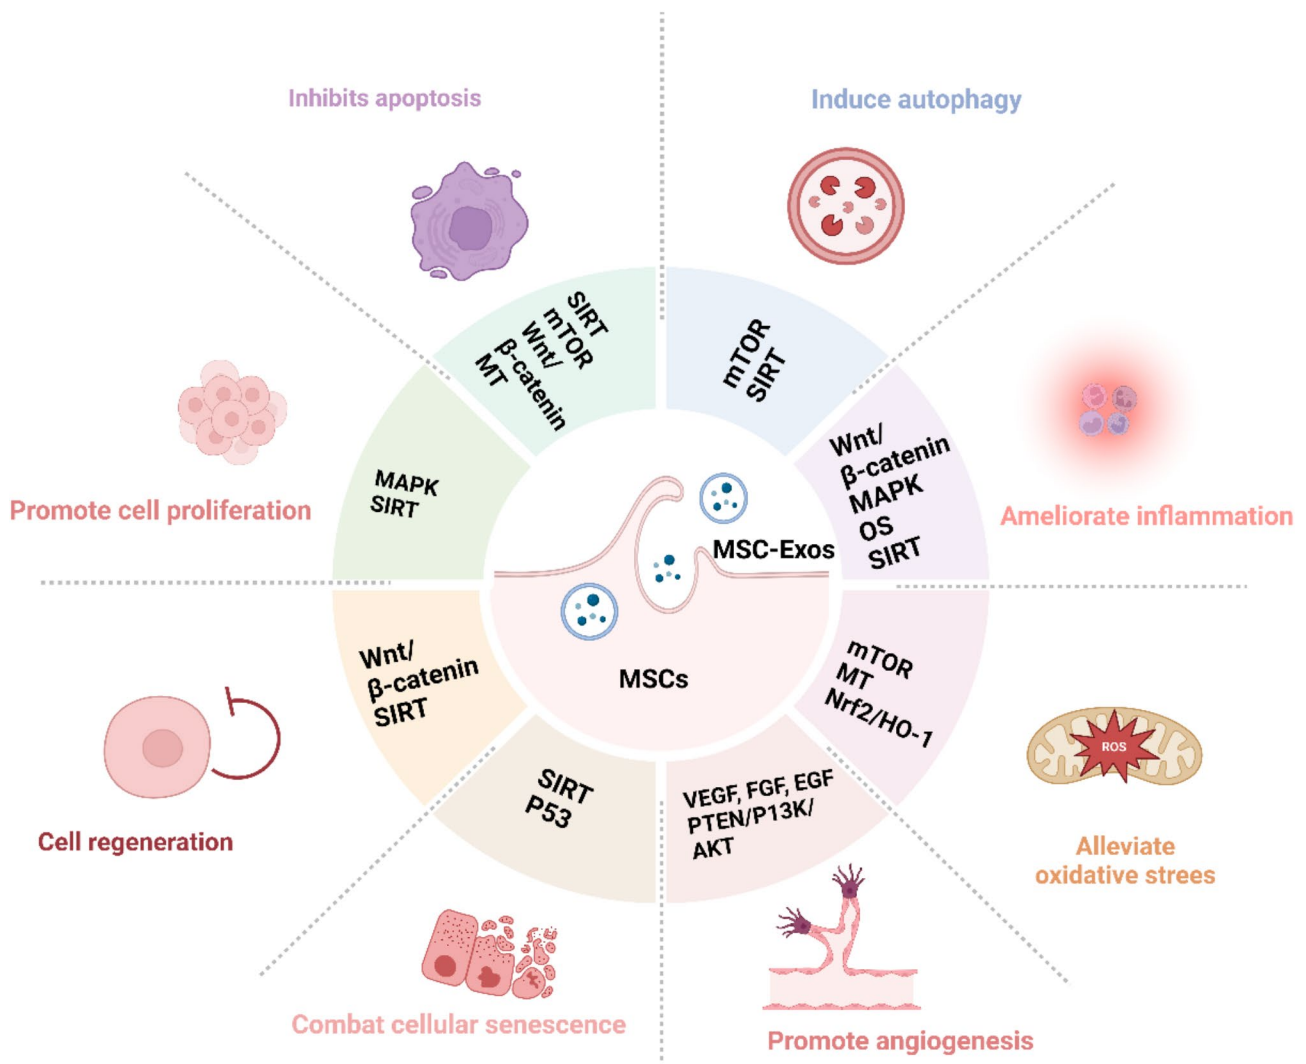 Inhibits apoptosis
Induce autophagy
SIRT
mTOR
Wnt/
β-catenin
MT
mTOR
SIRT
Promote cell proliferation
MAPK
SIRT
Wnt/
β-catenin
MAPK
OS
SIRT
Ameliorate inflammation
MSC-Exos
MSCs
Wnt/
β-catenin
SIRT
Cell regeneration
mTOR
MT
Nrf2/HO-1
ROS
Alleviate
oxidative strees
SIRT
P53
VEGF, FGF, EGF
PTEN/P13K/
AKT
Combat cellular senescence
Promote angiogenesis